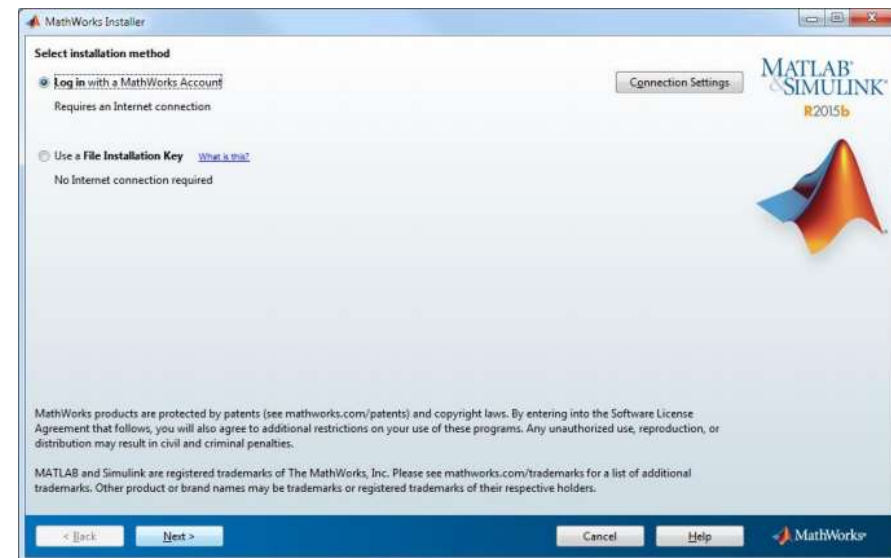 MathWorks Installer
Select installation method
Log in with a MathWorks Account
Connection Settings
Requires an Internet connection
MATLAB®
&SIMULINK®
R2015b
Use a File Installation Key What is this?
No Internet connection required
MathWorks products are protected by patents (see mathworks.com/patents) and copyright laws. By entering into the Software License
Agreement that follows, you will also agree to additional restrictions on your use of these programs. Any unauthorized use, reproduction, or
distribution may result in civil and criminal penalties.
MATLAB and Simulink are registered trademarks of The MathWorks, Inc. Please see mathworks.com/trademarks for a list of additional
trademarks. Other product or brand names may be trademarks or registered trademarks of their respective holders.
< Back
Next >
Cancel
Help
MathWorks®